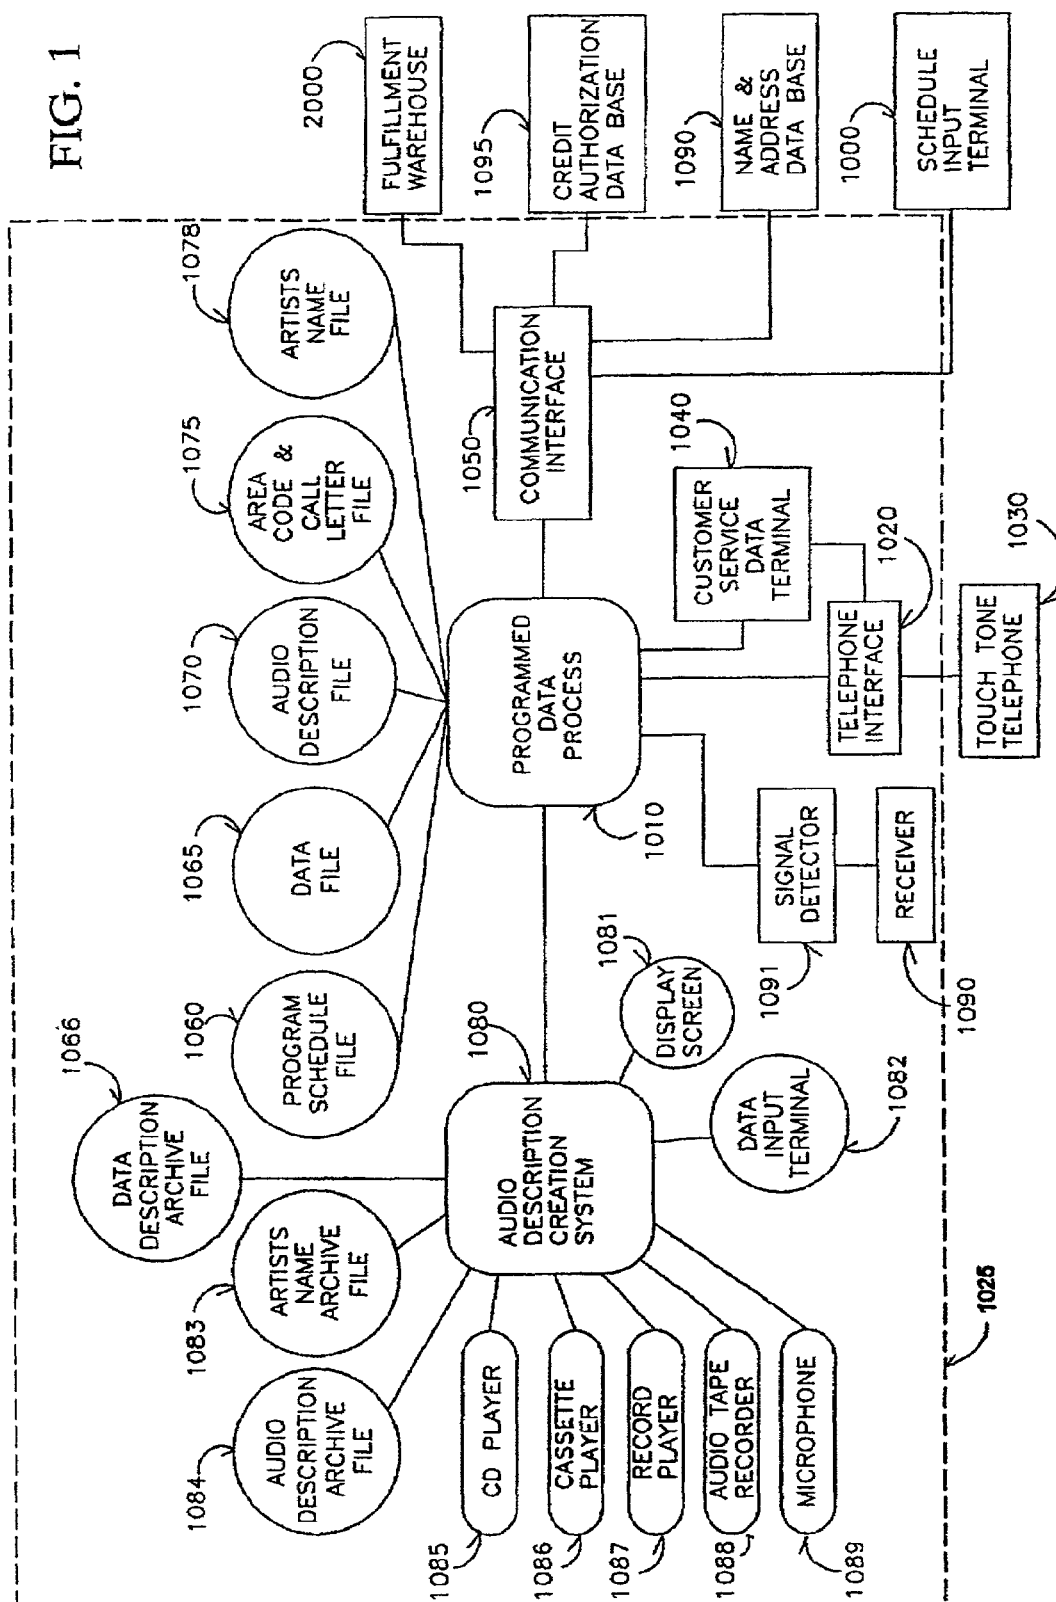 FIG. 1
2000
FULFILLMENT
WAREHOUSE
1095
CREDIT
AUTHORIZATION
DATA BASE
1090
NAME &
ADDRESS
DATA BASE
1000
SCHEDULE
INPUT
TERMINAL
1078
ARTISTS
NAME
FILE
1075
AREA
CODE &
CALL
LETTER
FILE
1070
AUDIO
DESCRIPTION
FILE
1065
DATA
FILE
1060
PROGRAM
SCHEDULE
FILE
1066
DATA
DESCRIPTION
ARCHIVE
FILE
1083
ARTISTS
NAME
ARCHIVE
FILE
1084
AUDIO
DESCRIPTION
ARCHIVE
FILE
1050
COMMUNICATION
INTERFACE
1040
CUSTOMER
SERVICE
DATA
TERMINAL
1020
TELEPHONE
INTERFACE
1030
TOUCH TONE
TELEPHONE
PROGRAMMED
DATA
PROCESS
1010
SIGNAL
DETECTOR
1091
RECEIVER
1090
1080
AUDIO
DESCRIPTION
CREATION
SYSTEM
1081
DISPLAY
SCREEN
DATA
INPUT
TERMINAL
1082
CD PLAYER
1085
CASSETTE
PLAYER
1086
RECORD
PLAYER
1087
AUDIO TAPE
RECORDER
1088
MICROPHONE
1089
1025